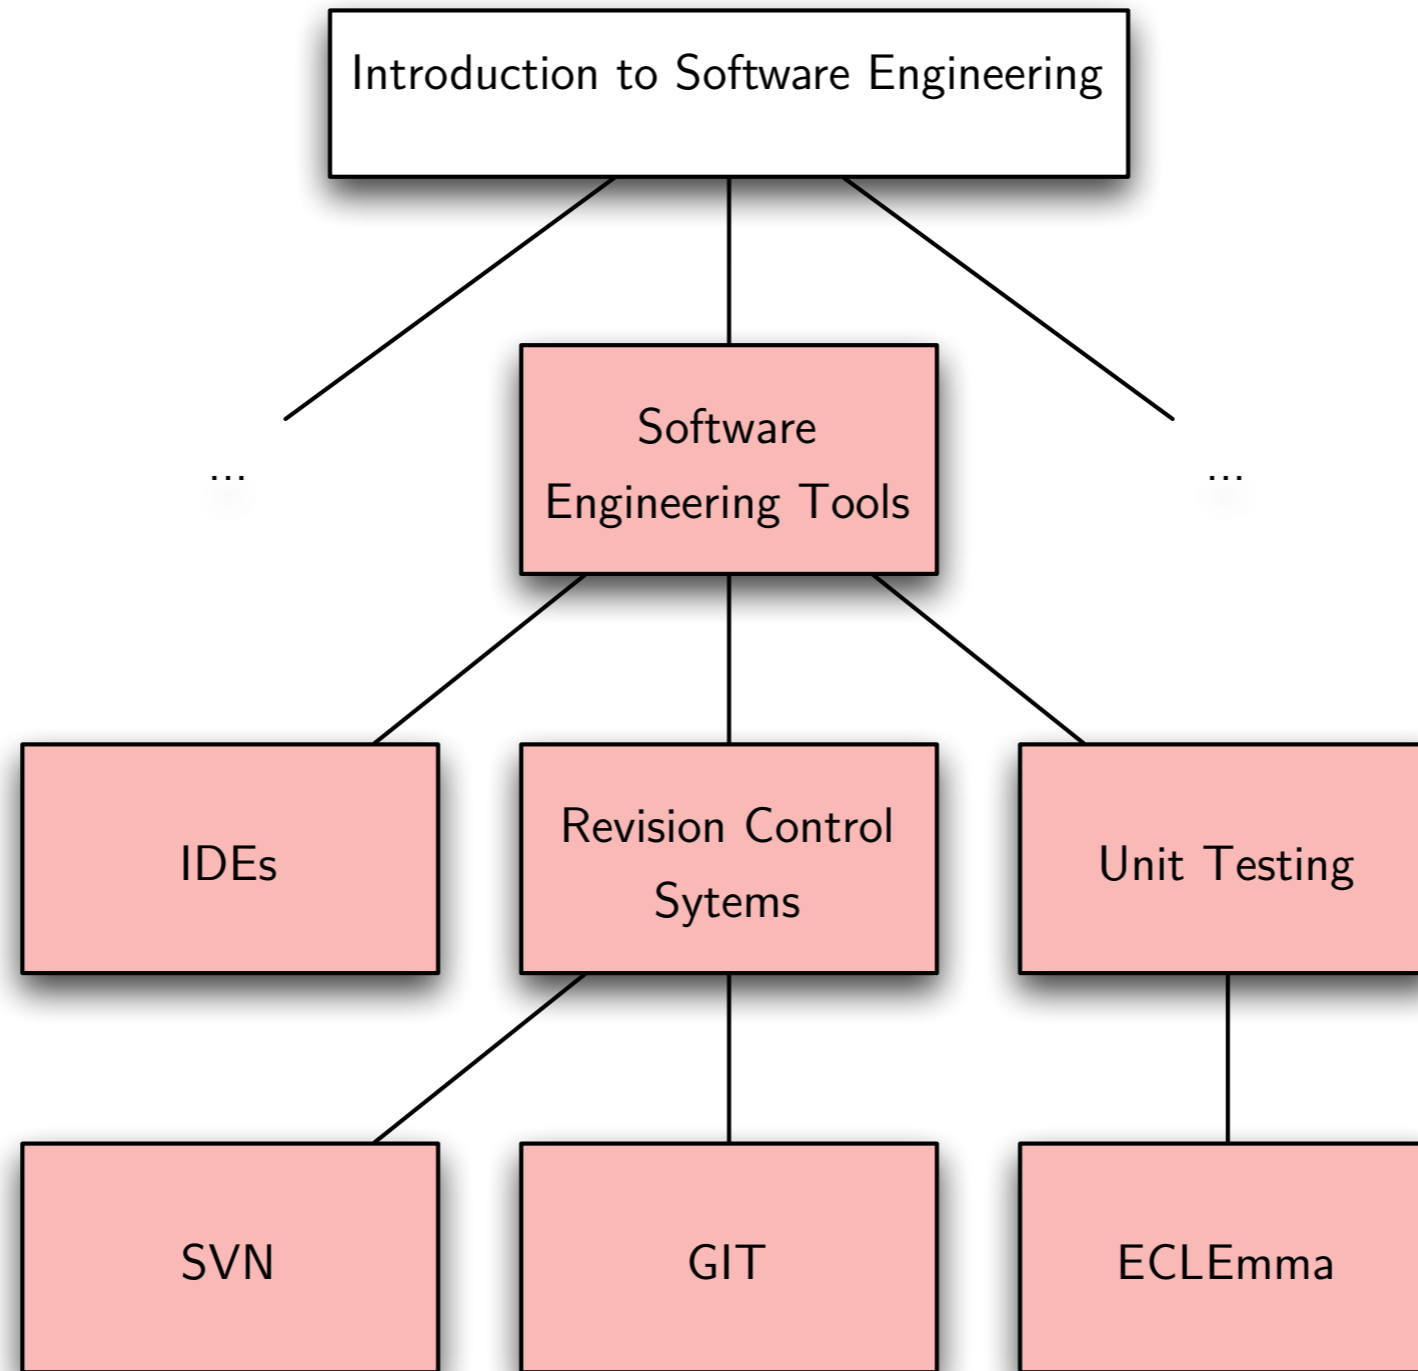 Introduction to Software Engineering
...
Software
Engineering Tools
...
IDEs
Revision Control
Sytems
Unit Testing
SVN
GIT
ECLEmma